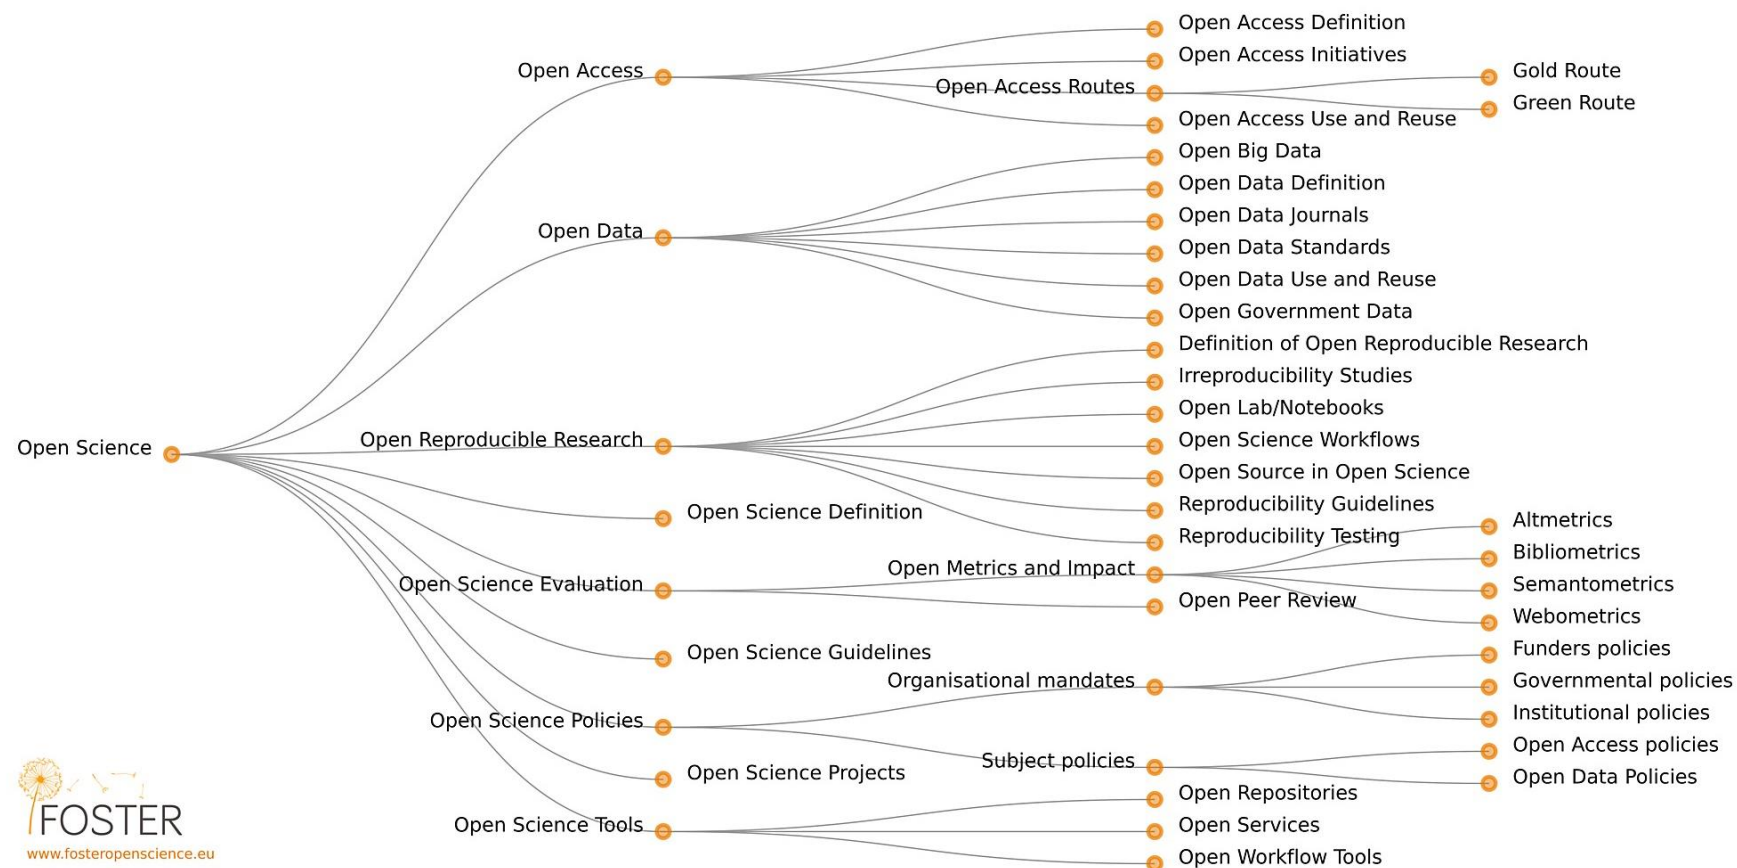 Open Science
Open Access
Open Access Definition
Open Access Initiatives
Open Access Routes
Gold Route
Green Route
Open Access Use and Reuse
Open Data
Open Big Data
Open Data Definition
Open Data Journals
Open Data Standards
Open Data Use and Reuse
Open Government Data
Open Reproducible Research
Definition of Open Reproducible Research
Irreproducibility Studies
Open Lab/Notebooks
Open Science Workflows
Open Source in Open Science
Reproducibility Guidelines
Reproducibility Testing
Open Science Definition
Open Science Evaluation
Open Metrics and Impact
Altmetrics
Bibliometrics
Semantometrics
Webometrics
Open Peer Review
Open Science Guidelines
Open Science Policies
Organisational mandates
Funders policies
Governmental policies
Institutional policies
Subject policies
Open Access policies
Open Data Policies
Open Science Projects
Open Science Tools
Open Repositories
Open Services
Open Workflow Tools
FOSTER
www.fosteropenscience.eu